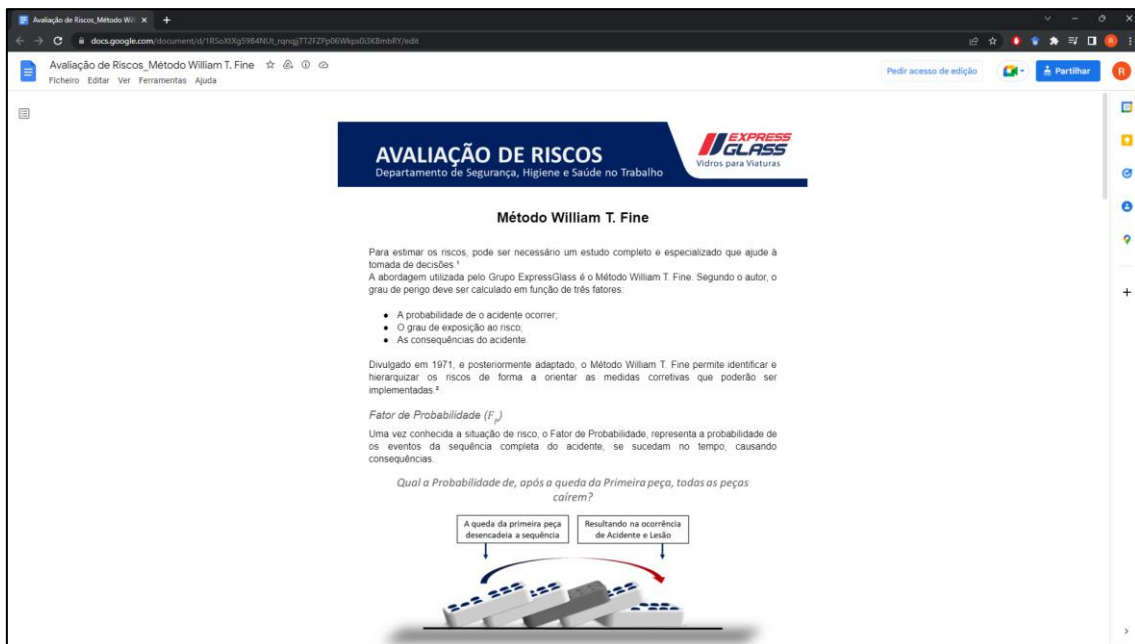 Avaliação de Riscos_Método Wil
docs.google.com/document/d/1RSoXtXg5984NUt_rqnqjjTT2FZPp06Wkps0i3KBmbRY/edit
Avaliação de Riscos_Método William T. Fine
Ficheiro Editar Ver Ferramentas Ajuda
Pedir acesso de edição
Partilhar
R
AVALIAÇÃO DE RISCOS
Departamento de Segurança, Higiene e Saúde no Trabalho
EXPRESS
GLASS
Vidros para Viaturas
Método William T. Fine
Para estimar os riscos, pode ser necessário um estudo completo e especializado que ajude à
tomada de decisões.¹
A abordagem utilizada pelo Grupo ExpressGlass é o Método William T. Fine. Segundo o autor, o
grau de perigo deve ser calculado em função de três fatores:
● A probabilidade de o acidente ocorrer;
● O grau de exposição ao risco;
● As consequências do acidente.
Divulgado em 1971, e posteriormente adaptado, o Método William T. Fine permite identificar e
hierarquizar os riscos de forma a orientar as medidas corretivas que poderão ser
implementadas.²
Fator de Probabilidade (F_P)
Uma vez conhecida a situação de risco, o Fator de Probabilidade, representa a probabilidade de
os eventos da sequência completa do acidente, se sucedam no tempo, causando
consequências.
Qual a Probabilidade de, após a queda da Primeira peça, todas as peças
caírem?
A queda da primeira peça
desencadeia a sequência
Resultando na ocorrência
de Acidente e Lesão